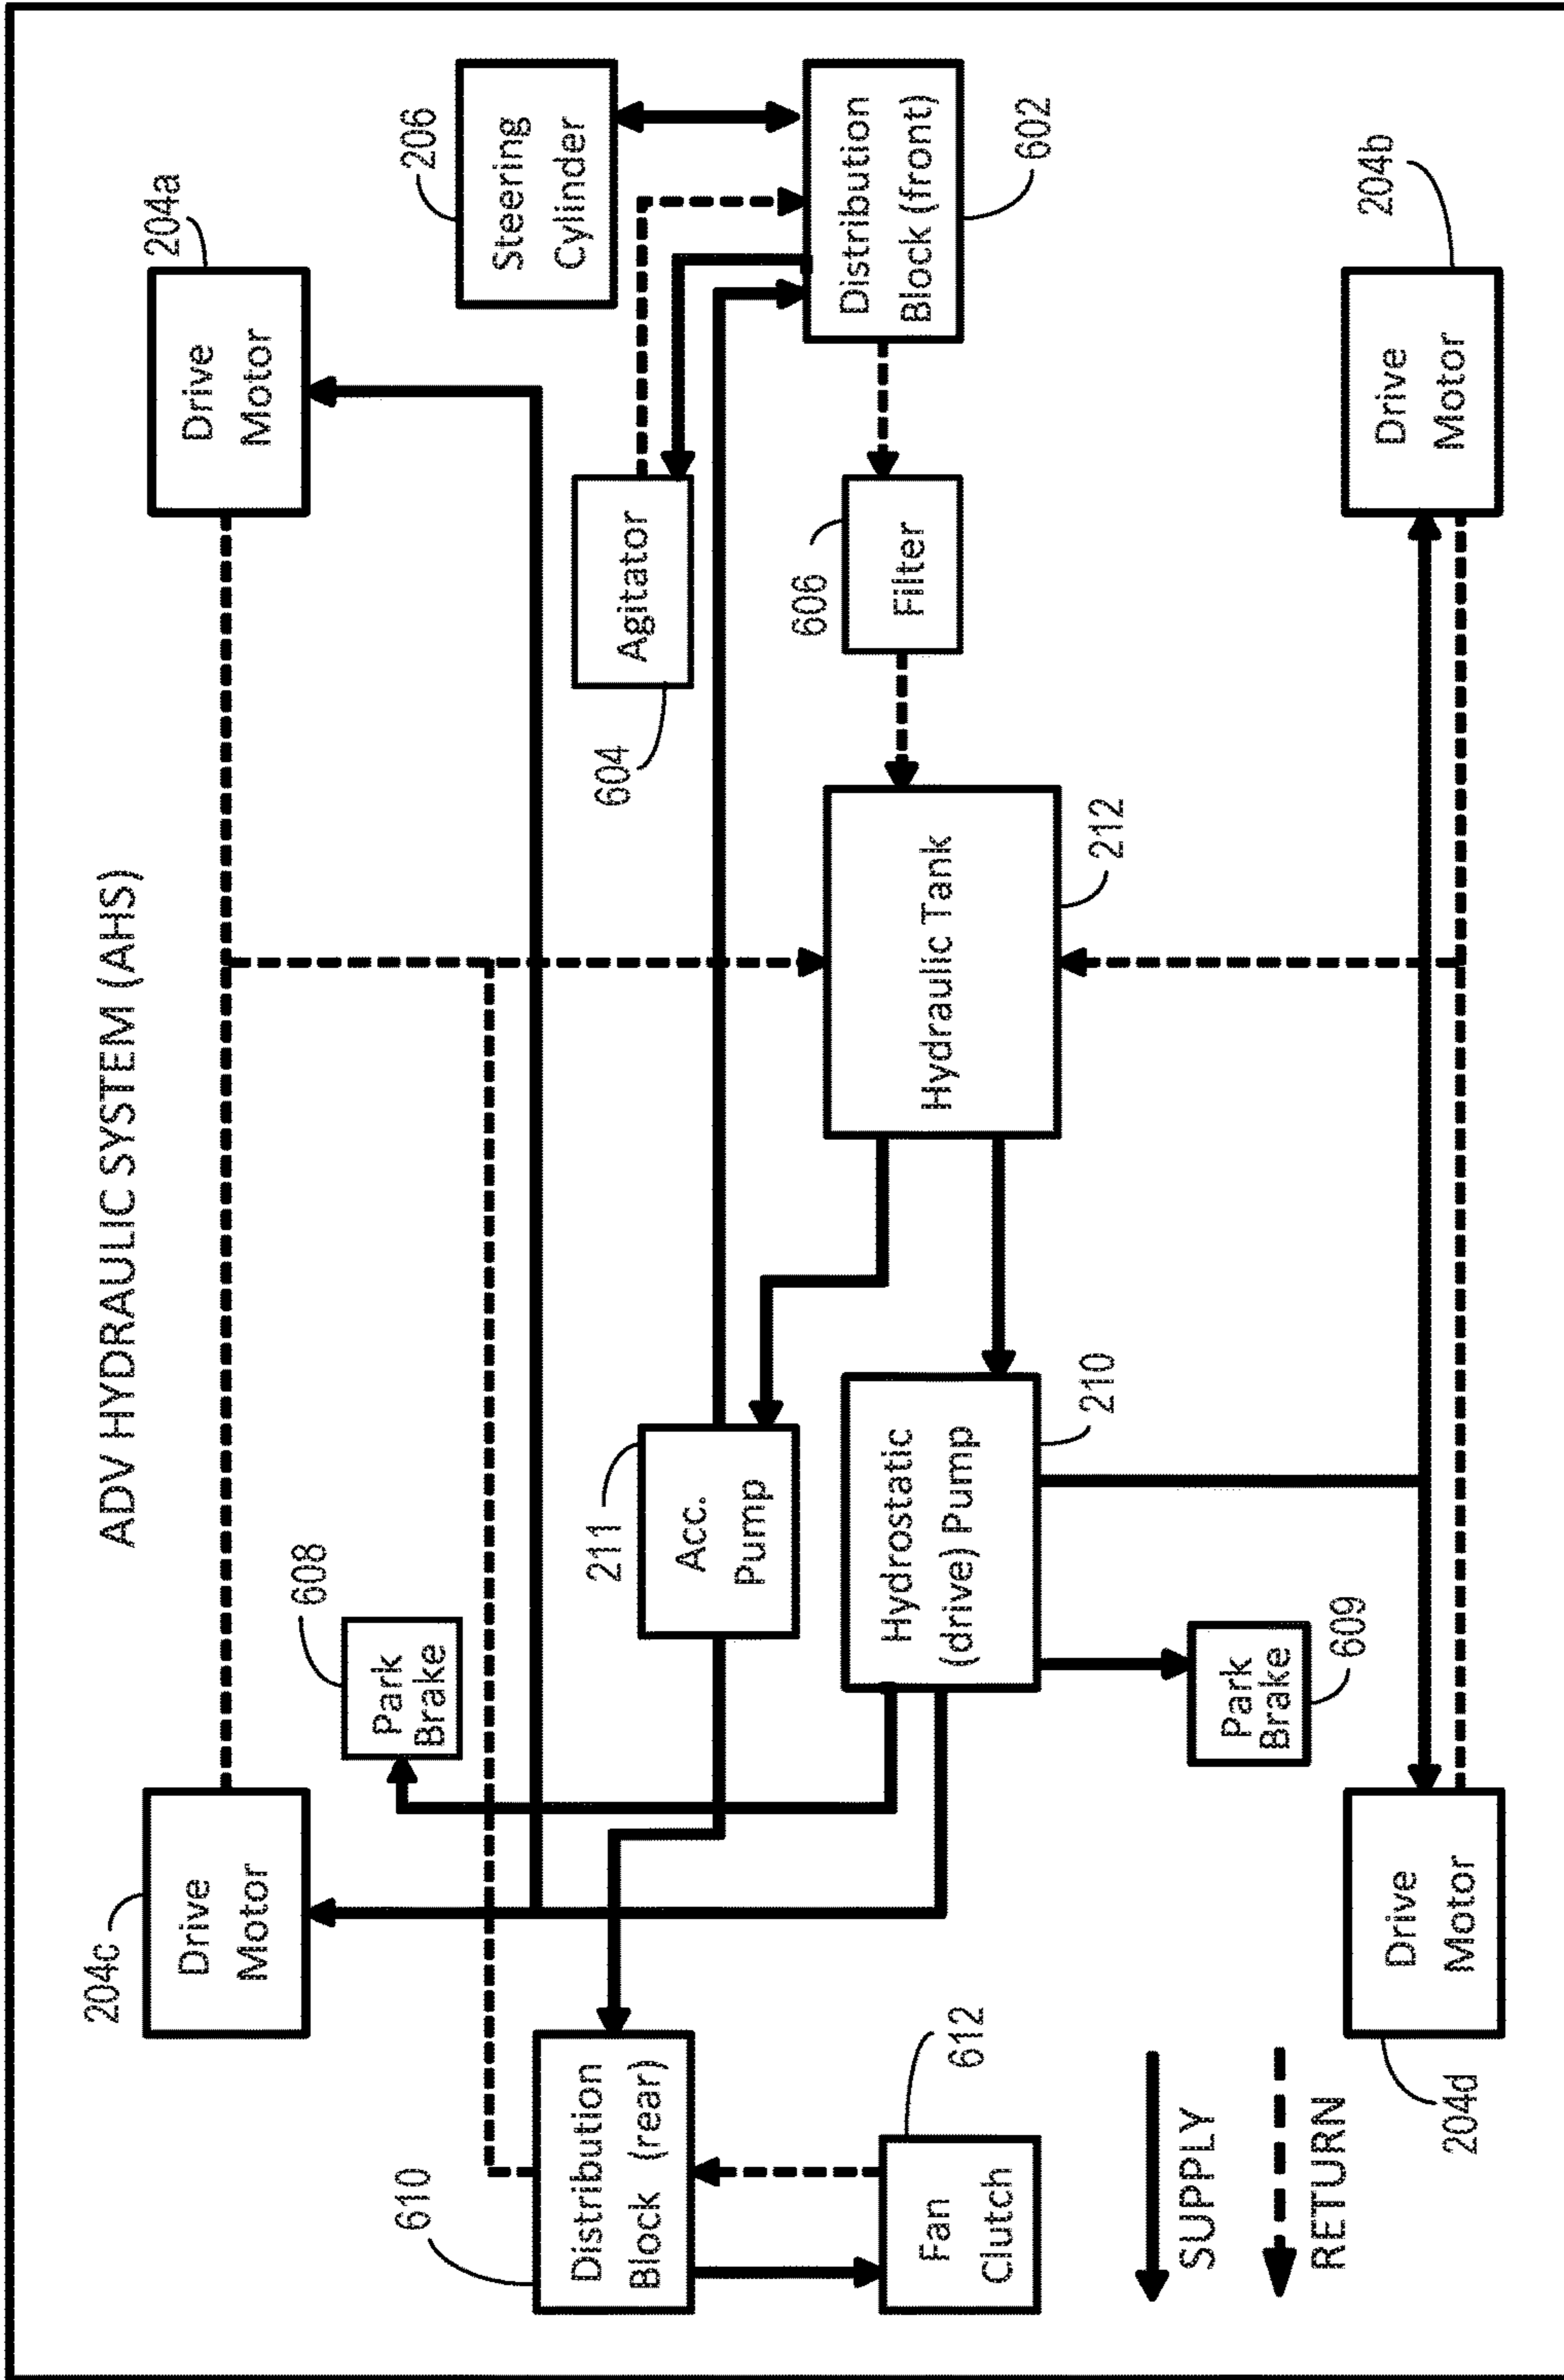 ADV HYDRAULIC SYSTEM (AHS)
204c
Drive
Motor
204a
Drive
Motor
608
Park
Brake
206
Steering
Cylinder
610
Distribution
Block (rear)
211
Acc.
Pump
604
Agitator
612
Fan
Clutch
Hydrostatic
(drive) Pump
210
Hydraulic Tank
212
606
Filter
Distribution
Block (front)
602
Park
Brake
609
SUPPLY
RETURN
204d
Drive
Motor
204b
Drive
Motor